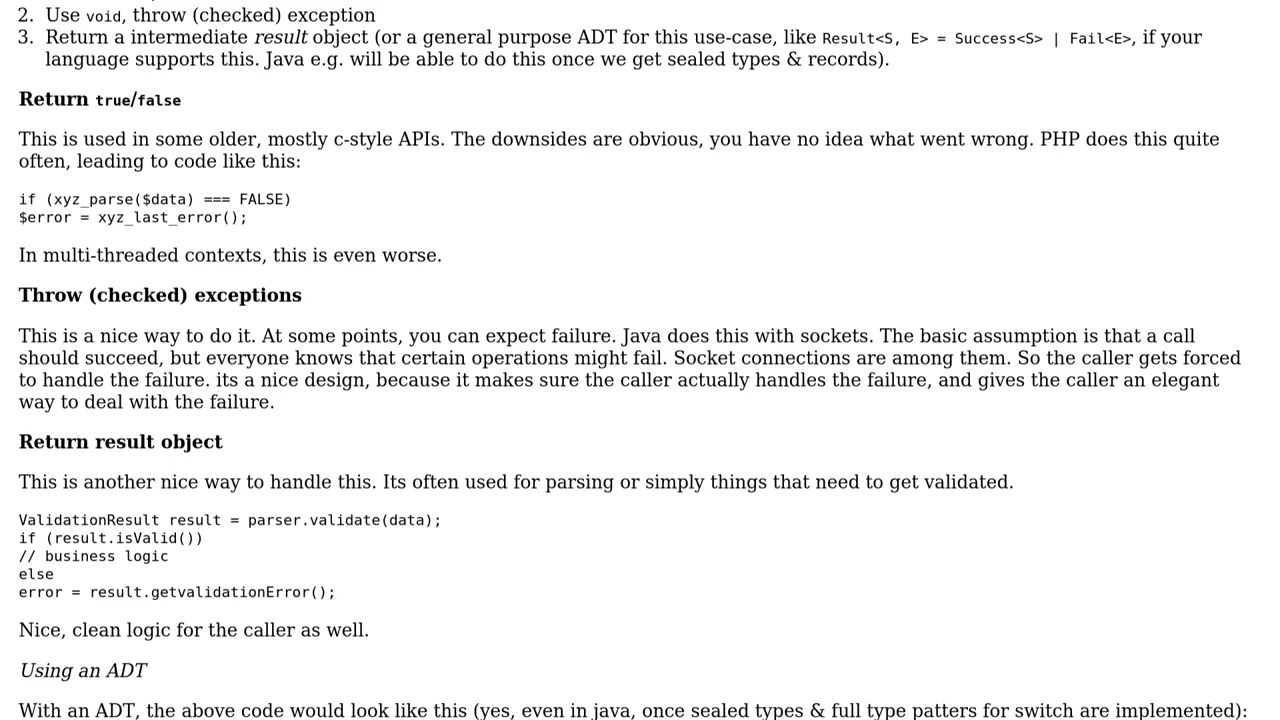 2. Use void, throw (checked) exception
3. Return a intermediate result object (or a general purpose ADT for this use-case, like Result<S, E> = Success<S> | Fail<E>, if your
language supports this. Java e.g. will be able to do this once we get sealed types & records).
Return true/false
This is used in some older, mostly c-style APIs. The downsides are obvious, you have no idea what went wrong. PHP does this quite
often, leading to code like this:
if (xyz_parse($data) === FALSE)
$error = xyz_last_error();
In multi-threaded contexts, this is even worse.
Throw (checked) exceptions
This is a nice way to do it. At some points, you can expect failure. Java does this with sockets. The basic assumption is that a call
should succeed, but everyone knows that certain operations might fail. Socket connections are among them. So the caller gets forced
to handle the failure. its a nice design, because it makes sure the caller actually handles the failure, and gives the caller an elegant
way to deal with the failure.
Return result object
This is another nice way to handle this. Its often used for parsing or simply things that need to get validated.
ValidationResult result = parser.validate(data);
if (result.isValid())
// business logic
else
error = result.getvalidationError();
Nice, clean logic for the caller as well.
Using an ADT
With an ADT, the above code would look like this (yes, even in java, once sealed types & full type patters for switch are implemented):